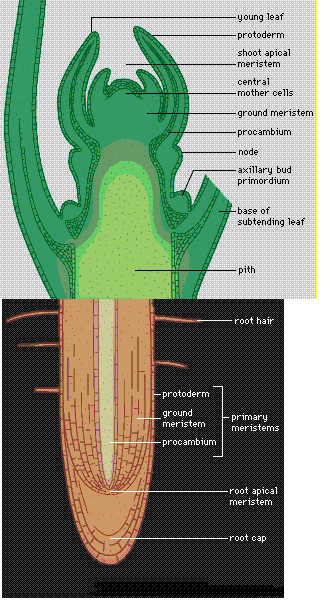 young leaf
protoderm
shoot apical
meristem
central
mother cells
ground meristem
procambium
node
axillary bud
primordium
base of
subtending leaf
pith
root hair
protoderm
ground
meristem
procambium
primary
meristems
root apical
meristem
root cap